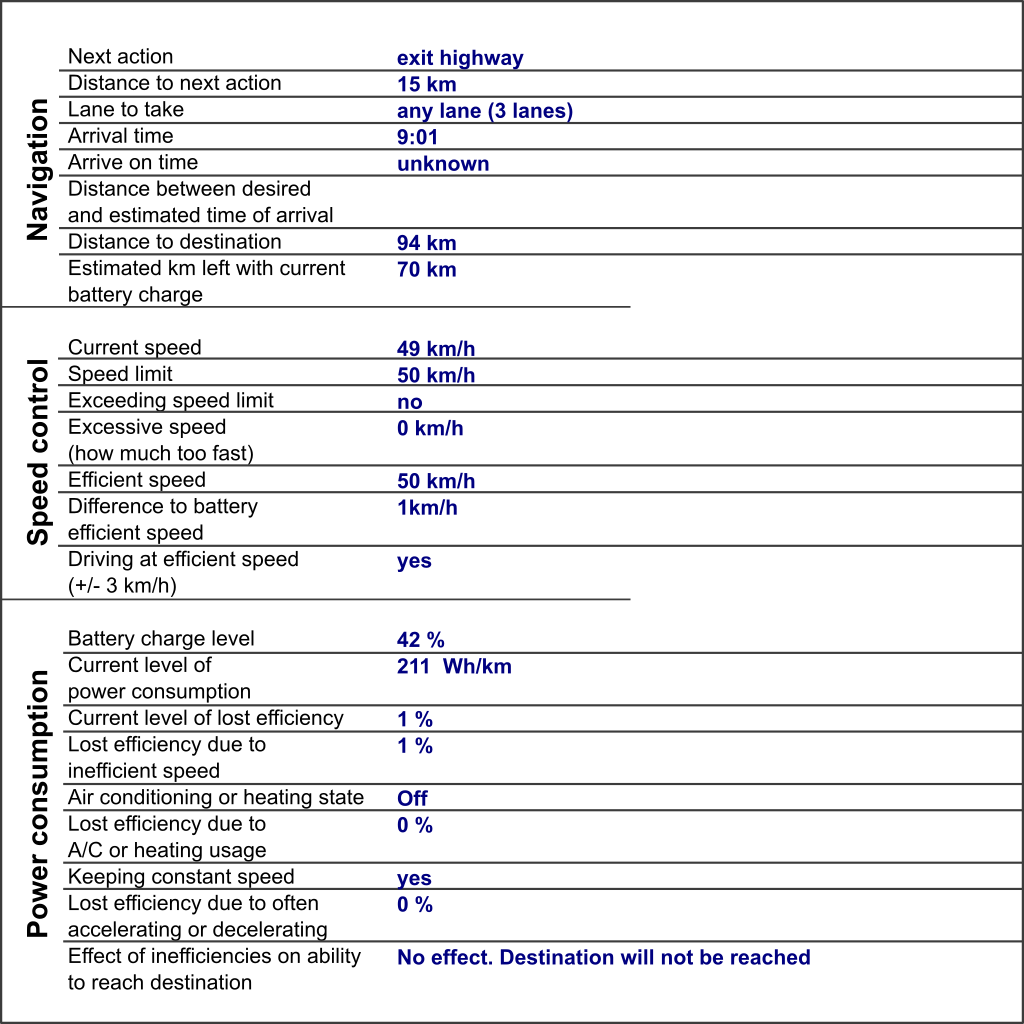 Navigation
Next action exit highway
Distance to next action 15 km
Lane to take any lane (3 lanes)
Arrival time 9:01
Arrive on time unknown
Distance between desired
and estimated time of arrival
Distance to destination 94 km
Estimated km left with current 70 km
battery charge
Speed control
Current speed 49 km/h
Speed limit 50 km/h
Exceeding speed limit no
Excessive speed 0 km/h
(how much too fast)
Efficient speed 50 km/h
Difference to battery 1km/h
efficient speed
Driving at efficient speed yes
(+/- 3 km/h)
Power consumption
Battery charge level 42 %
Current level of 211 Wh/km
power consumption
Current level of lost efficiency 1 %
Lost efficiency due to 1 %
inefficient speed
Air conditioning or heating state Off
Lost efficiency due to 0 %
A/C or heating usage
Keeping constant speed yes
Lost efficiency due to often 0 %
accelerating or decelerating
Effect of inefficiencies on ability No effect. Destination will not be reached
to reach destination